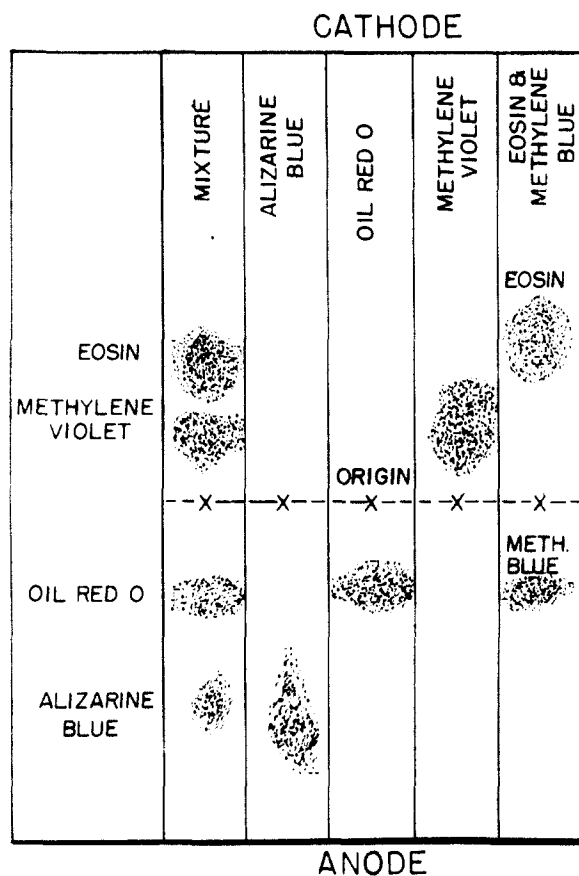 CATHODE
MIXTURE
ALIZARINE
BLUE
OIL RED O
METHYLENE
VIOLET
EOSIN &
METHYLENE
BLUE
EOSIN
EOSIN
METHYLENE
VIOLET
ORIGIN
X X X X X
METH.
BLUE
OIL RED O
ALIZARINE
BLUE
ANODE